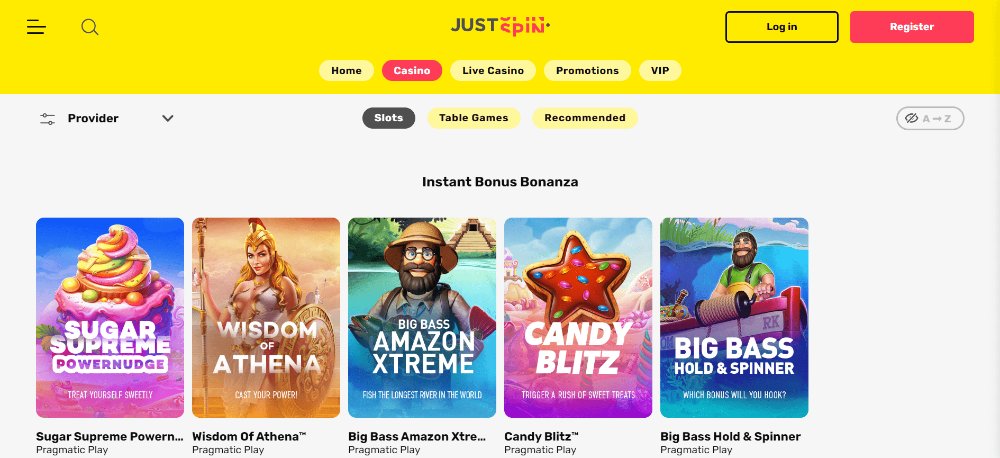 JUST SPIN
Log in
Register
Home
Casino
Live Casino
Promotions
VIP
Provider
Slots
Table Games
Recommended
A → Z
Instant Bonus Bonanza
SUGAR
SUPREME
POWERNUDGE
TREAT YOURSELF SWEETLY
WISDOM
OF
ATHENA
CAST YOUR POWER!
BIG BASS
AMAZON
XTREME
FISH THE LONGEST RIVER IN THE WORLD
CANDY
BLITZ
TRIGGER A RUSH OF SWEET TREATS
RK
BIG BASS
HOLD & SPINNER
WHICH BONUS WILL YOU HOOK?
Sugar Supreme Powern...
Pragmatic Play
Wisdom Of Athena™
Pragmatic Play
Big Bass Amazon Xtre...
Pragmatic Play
Candy Blitz™
Pragmatic Play
Big Bass Hold & Spinner
Pragmatic Play